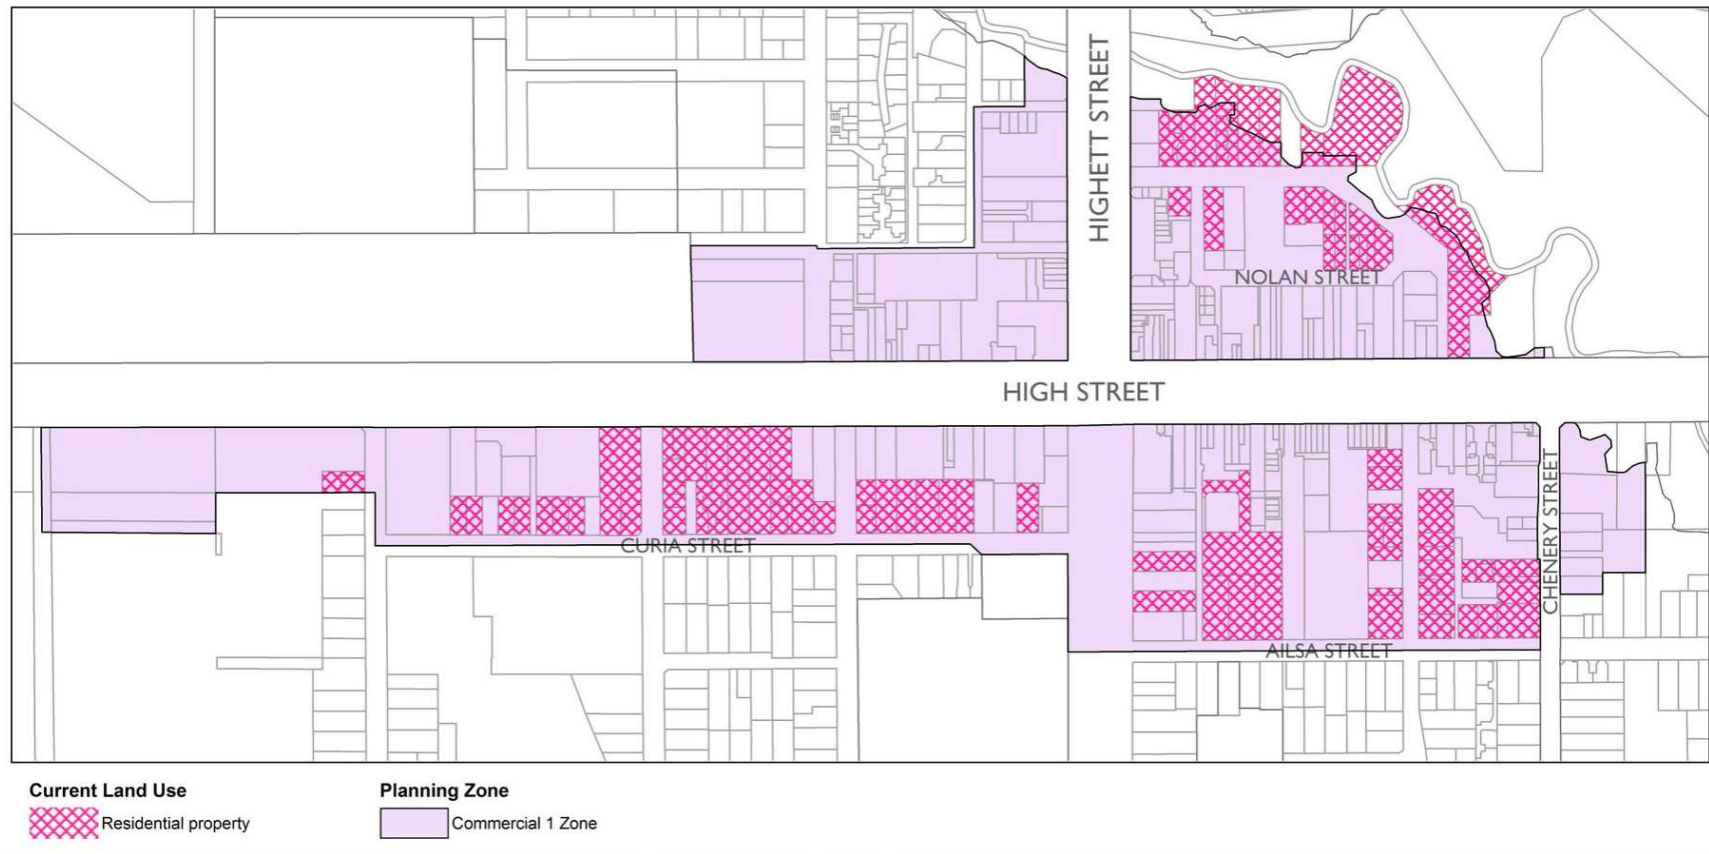 HIGHETT STREET
NOLAN STREET
HIGH STREET
CURIA STREET
CHENERY STREET
AILSA STREET
Current Land Use
Residential property
Planning Zone
Commercial 1 Zone